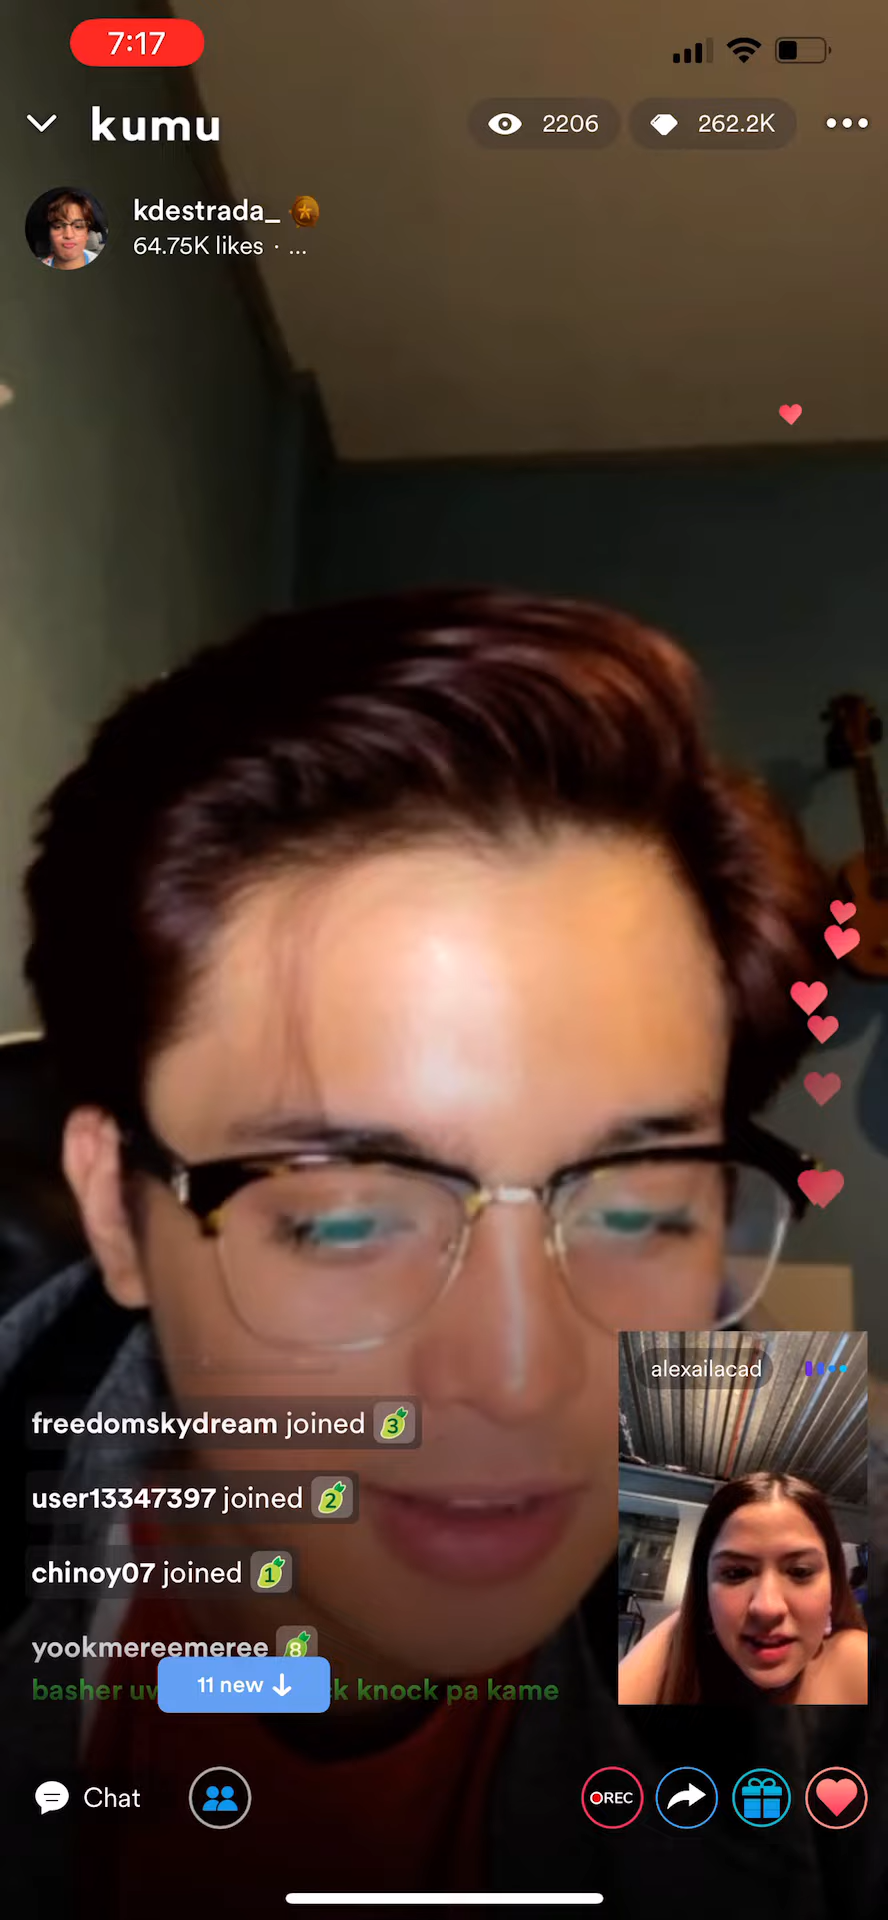 7:17
kumu
2206
262.2K
kdestrada_
64.75K likes · ...
alexailacad
freedomskydream joined 3
user13347397 joined 2
chinoy07 joined 1
yookmereemeree 8
basher knock pa kame
11 new
Chat
REC